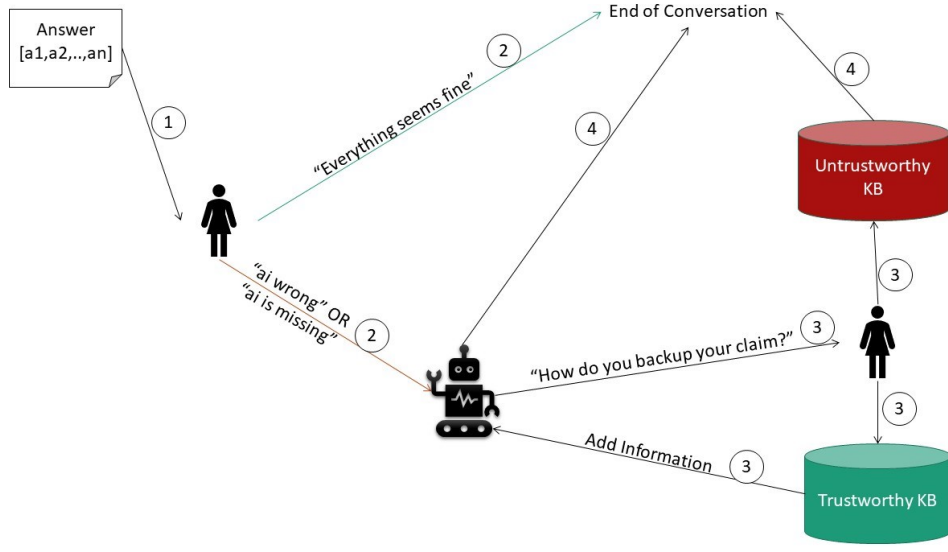 Answer
[a1,a2,..,an]
End of Conversation
1
2
"Everything seems fine"
4
4
Untrustworthy
KB
"ai wrong" OR
"ai is missing"
2
3
"How do you backup your claim?"
3
3
Add Information
3
Trustworthy KB